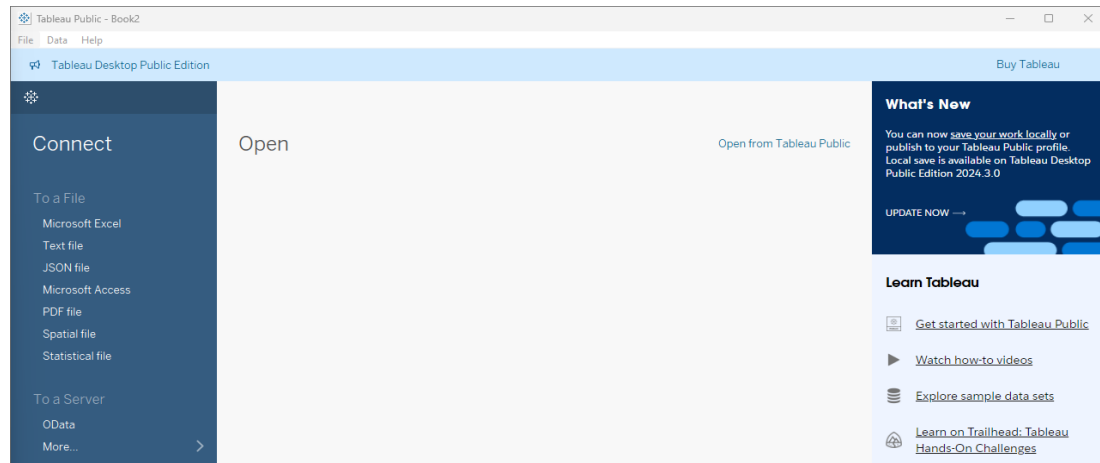 Tableau Public - Book2
File Data Help
Tableau Desktop Public Edition
Buy Tableau
Connect
To a File
Microsoft Excel
Text file
JSON file
Microsoft Access
PDF file
Spatial file
Statistical file
To a Server
OData
More...
Open
Open from Tableau Public
What's New
You can now save your work locally or
publish to your Tableau Public profile.
Local save is available on Tableau Desktop
Public Edition 2024.3.0
UPDATE NOW →
Learn Tableau
Get started with Tableau Public
Watch how-to videos
Explore sample data sets
Learn on Trailhead: Tableau
Hands-On Challenges